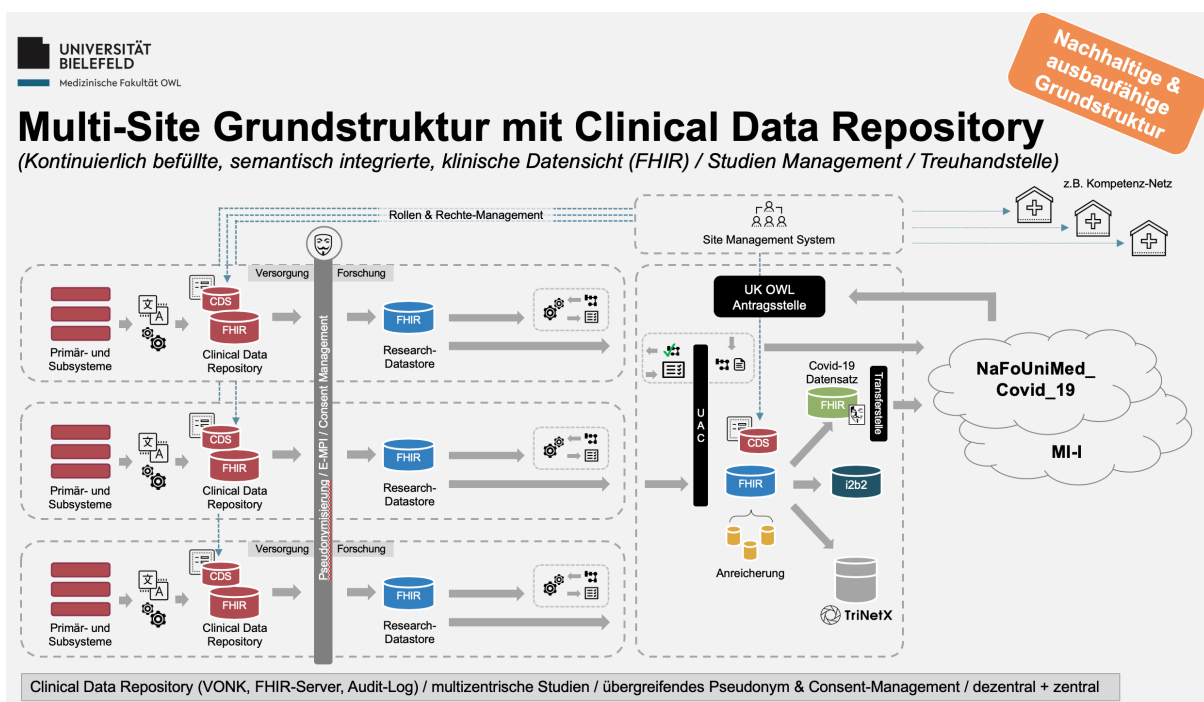 UNIVERSITÄT
BIELEFELD
Medizinische Fakultät OWL
Nachhaltige &
ausbaufähige
Grundstruktur
Multi-Site Grundstruktur mit Clinical Data Repository
(Kontinuierlich befüllte, semantisch integrierte, klinische Datensicht (FHIR) / Studien Management / Treuhandstelle)
z.B. Kompetenz-Netz
Rollen & Rechte-Management
Site Management System
Versorgung
Forschung
Pseudonymisierung / E-MPI / Consent Management
文
A
CDS
FHIR
Primär- und
Subsysteme
Clinical Data
Repository
FHIR
Research-
Datastore
文
A
CDS
FHIR
Primär- und
Subsysteme
Clinical Data
Repository
FHIR
Research-
Datastore
Versorgung
Forschung
文
A
CDS
FHIR
Primär- und
Subsysteme
Clinical Data
Repository
FHIR
Research-
Datastore
UK OWL
Antragsstelle
UAC
Covid-19
Datensatz
FHIR
Transferstelle
CDS
FHIR
i2b2
Anreicherung
TriNetX
NaFoUniMed_
Covid_19
MI-I
Clinical Data Repository (VONK, FHIR-Server, Audit-Log) / multizentrische Studien / übergreifendes Pseudonym & Consent-Management / dezentral + zentral